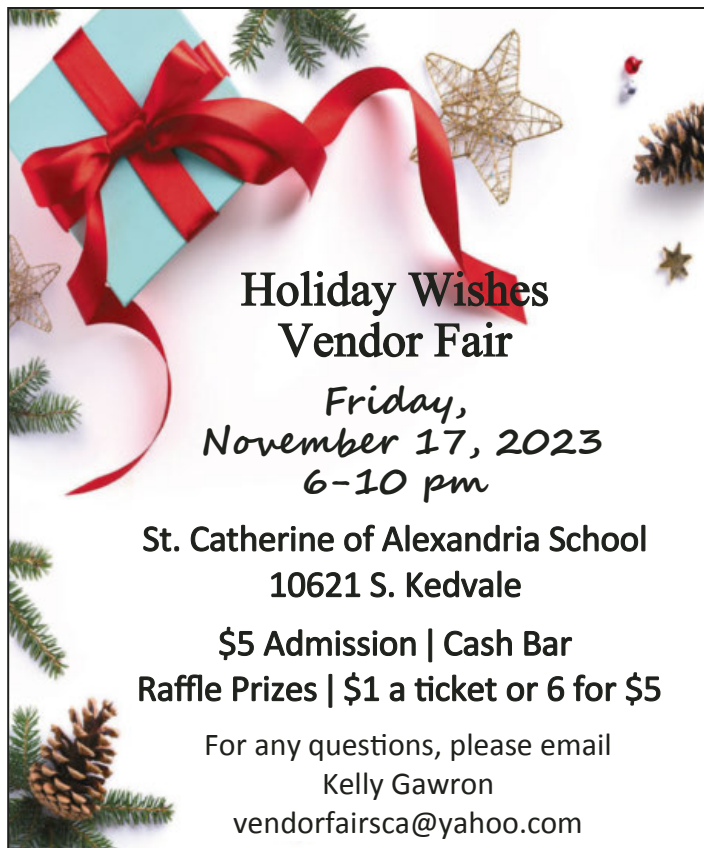 Holiday Wishes
Vendor Fair
Friday,
November 17, 2023
6-10 pm
St. Catherine of Alexandria School
10621 S. Kedvale
$5 Admission | Cash Bar
Raffle Prizes | $1 a ticket or 6 for $5
For any questions, please email
Kelly Gawron
vendorfairsca@yahoo.com